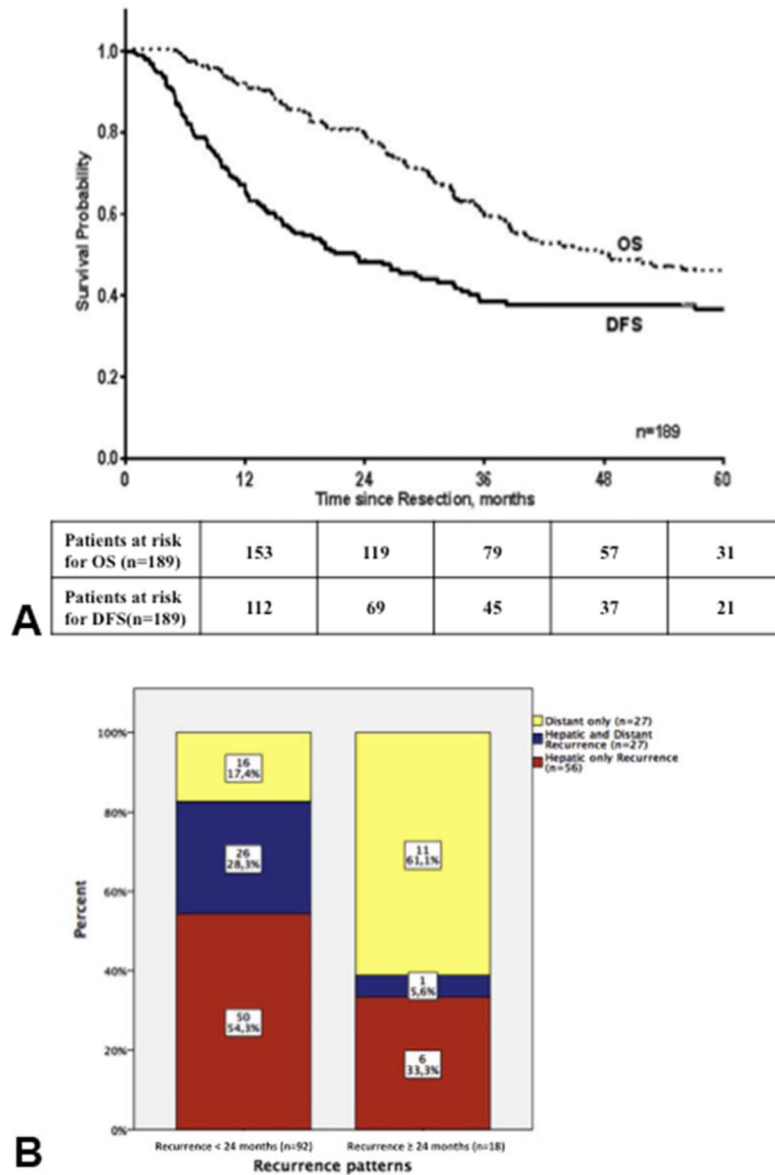 1.0
0.8
0.6
0.4
0.2
0.0
Survival Probability
OS
DFS
n=189
0 12 24 36 48 60
Time since Resection, months
Patients at risk
for OS (n=189)
153 119 79 57 31
Patients at risk
for DFS(n=189)
112 69 45 37 21
A
100%
80%
60%
40%
20%
0%
Percent
16
17,4%
26
28,3%
50
54,3%
11
61,1%
1
5,6%
6
33,3%
Distant only (n=27)
Hepatic and Distant
Recurrence (n=27)
Hepatic only Recurrence
(n=56)
Recurrence < 24 months (n=92) Recurrence ≥ 24 months (n=18)
Recurrence patterns
B